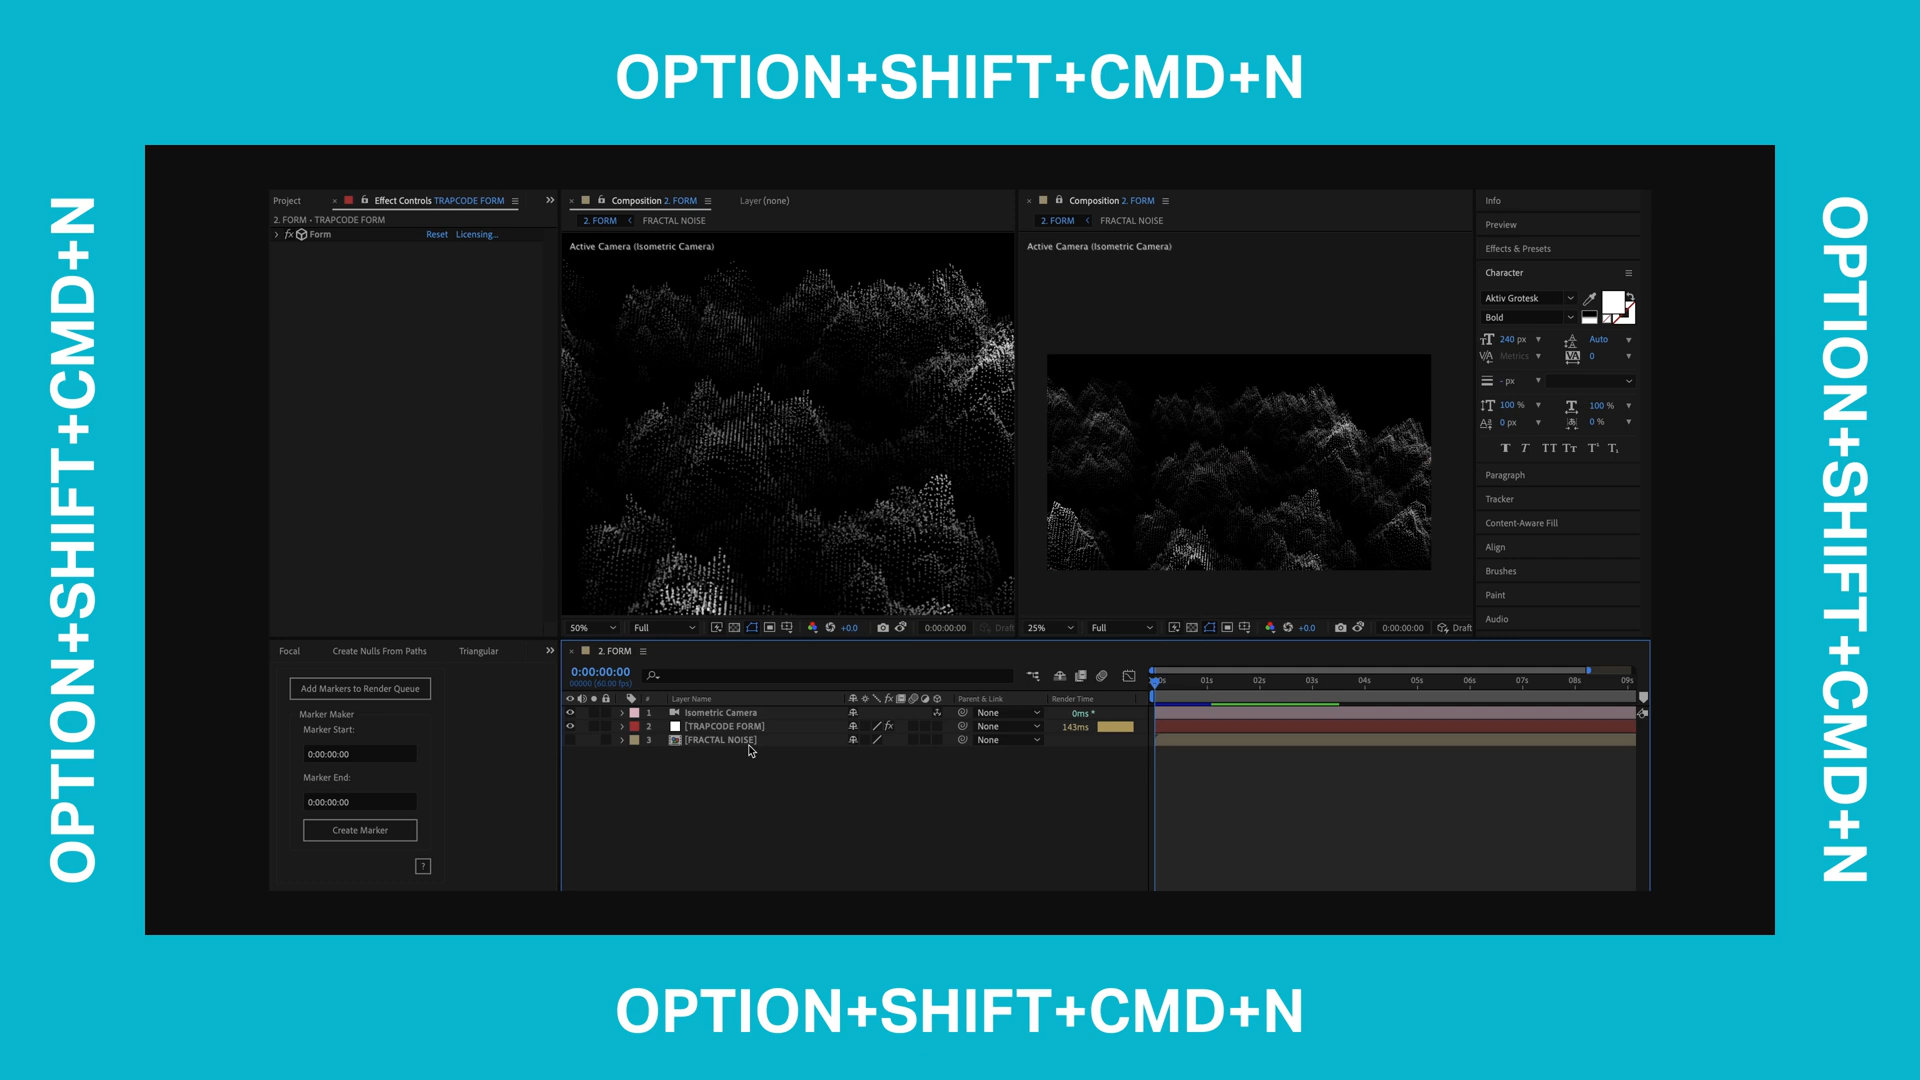 OPTION+SHIFT+CMD+N
OPTION+SHIFT+CMD+N
OPTION+SHIFT+CMD+N
Project
Effect Controls TRAPCODE FORM
2. FORM • TRAPCODE FORM
fx Form
Reset
Licensing...
Composition 2. FORM
Layer (none)
2. FORM
FRACTAL NOISE
Active Camera (Isometric Camera)
50%
Full
+0.0
0:00:00:00
Draft
Composition 2. FORM
2. FORM
FRACTAL NOISE
Active Camera (Isometric Camera)
25%
Full
+0.0
0:00:00:00
Draft
Info
Preview
Effects & Presets
Character
Aktiv Grotesk
Bold
240 px
Auto
Metrics
0
- px
100 %
100 %
0 px
0 %
Paragraph
Tracker
Content-Aware Fill
Align
Brushes
Paint
Audio
Focal
Create Nulls From Paths
Triangular
Add Markers to Render Queue
Marker Maker
Marker Start:
0:00:00:00
Marker End:
0:00:00:00
Create Marker
?
2. FORM
0:00:00:00
00000 (60.00 fps)
# Layer Name
Parent & Link
Render Time
1 Isometric Camera
None
0ms *
2 [TRAPCODE FORM]
fx
None
143ms
3 [FRACTAL NOISE]
None
01s 02s 03s 04s 05s 06s 07s 08s 09s
OPTION+SHIFT+CMD+N